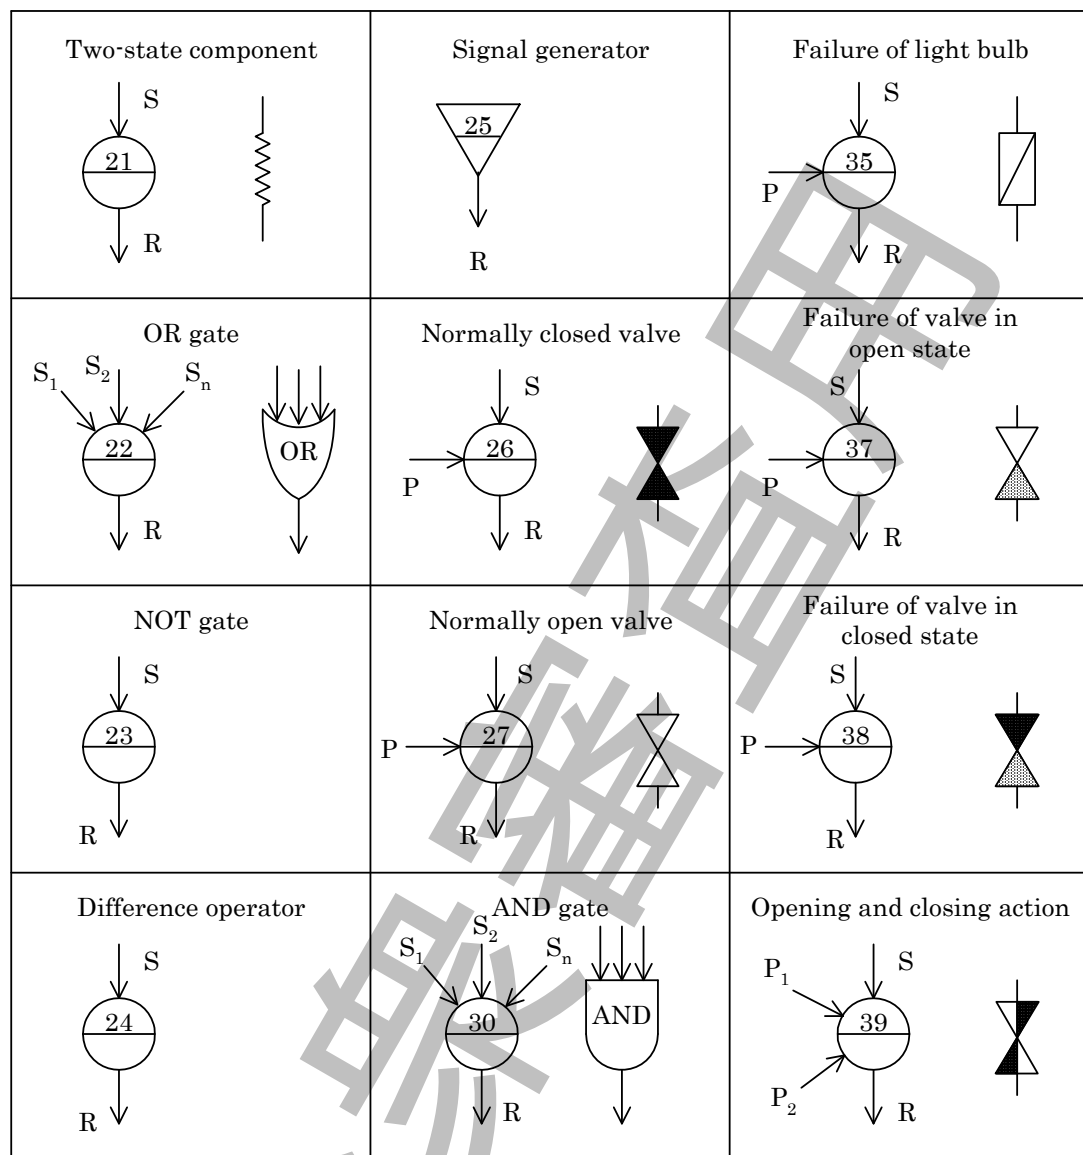 Two-state component
S
21
R
Signal generator
25
R
Failure of light bulb
S
35
P
R
OR gate
S1
S2
Sn
22
OR
R
Normally closed valve
S
26
P
R
Failure of valve in
open state
S
37
P
R
NOT gate
S
23
R
Normally open valve
S
27
P
R
Failure of valve in
closed state
S
38
P
R
Difference operator
S
24
R
AND gate
S1
S2
Sn
30
AND
R
Opening and closing action
P1
S
39
P2
R
審査用